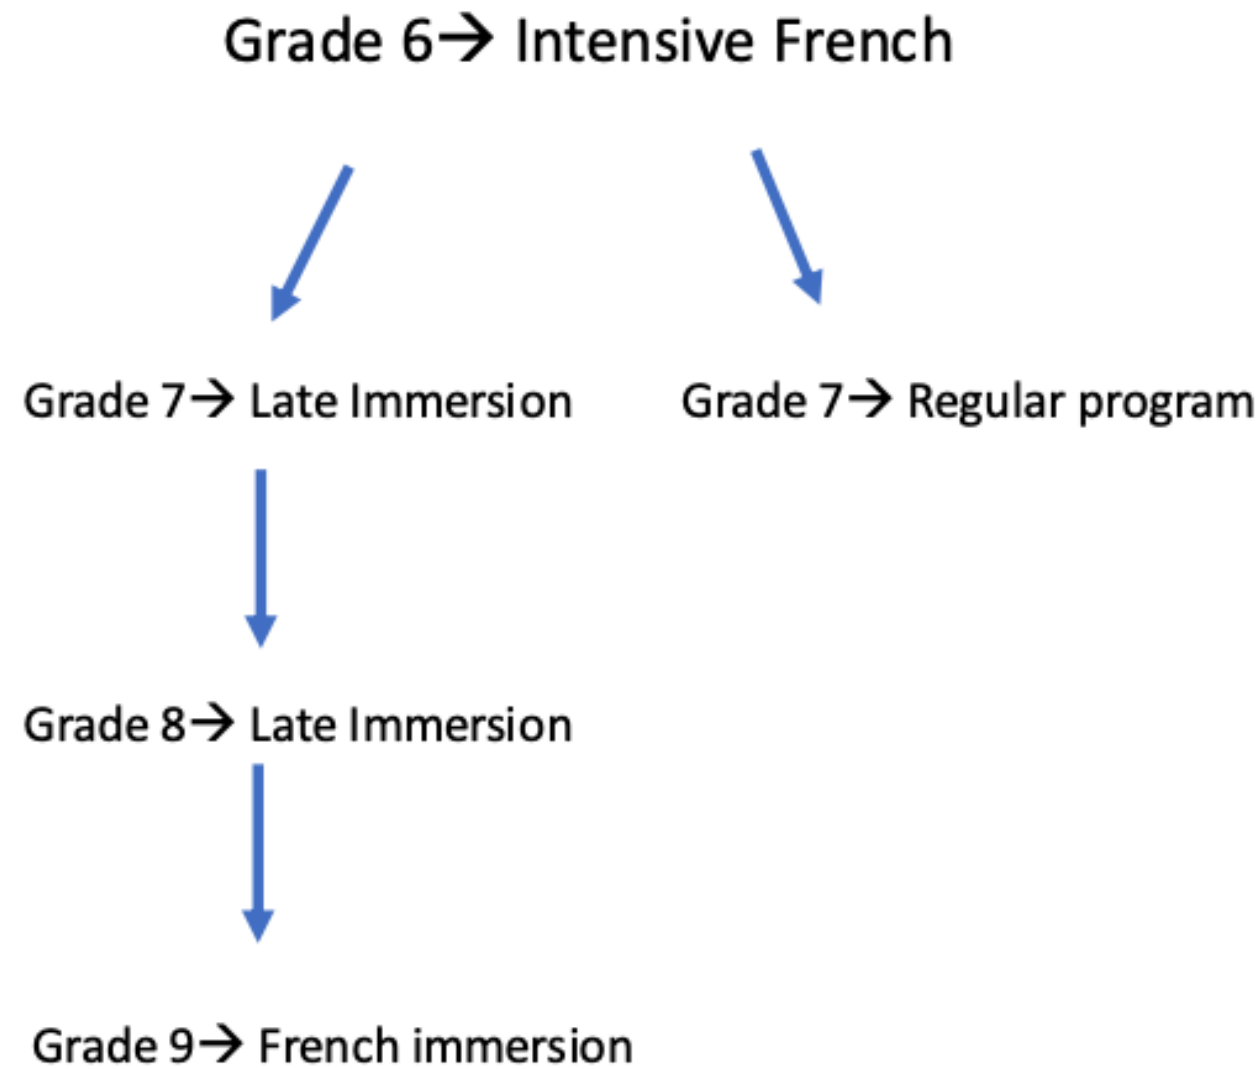 Grade 6→ Intensive French
Grade 7→ Late Immersion
Grade 7→ Regular program
Grade 8→ Late Immersion
Grade 9→ French immersion